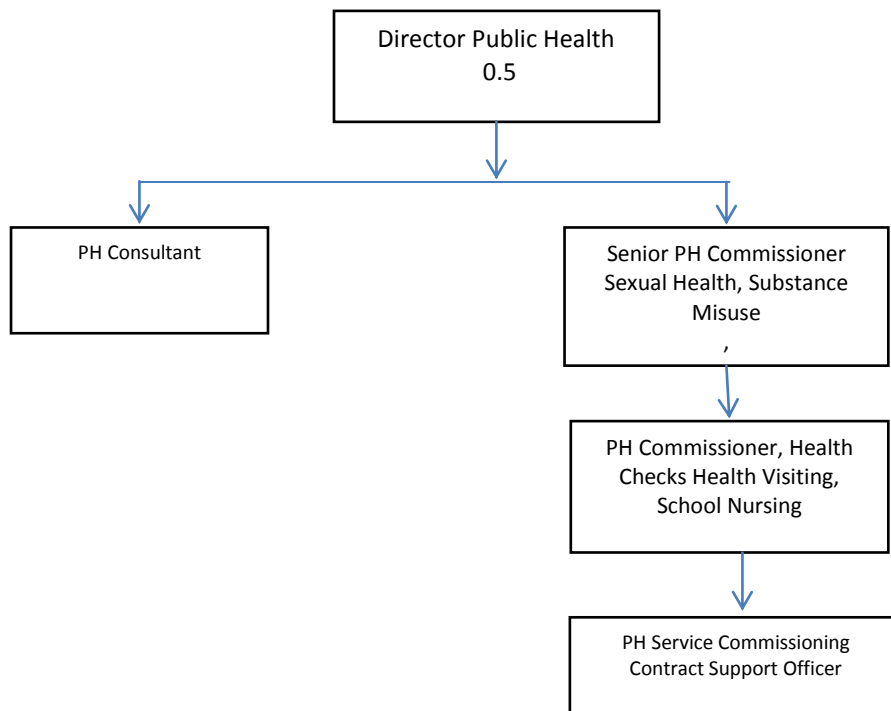 Director Public Health
0.5
PH Consultant
Senior PH Commissioner
Sexual Health, Substance
Misuse
,
PH Commissioner, Health
Checks Health Visiting,
School Nursing
PH Service Commissioning
Contract Support Officer